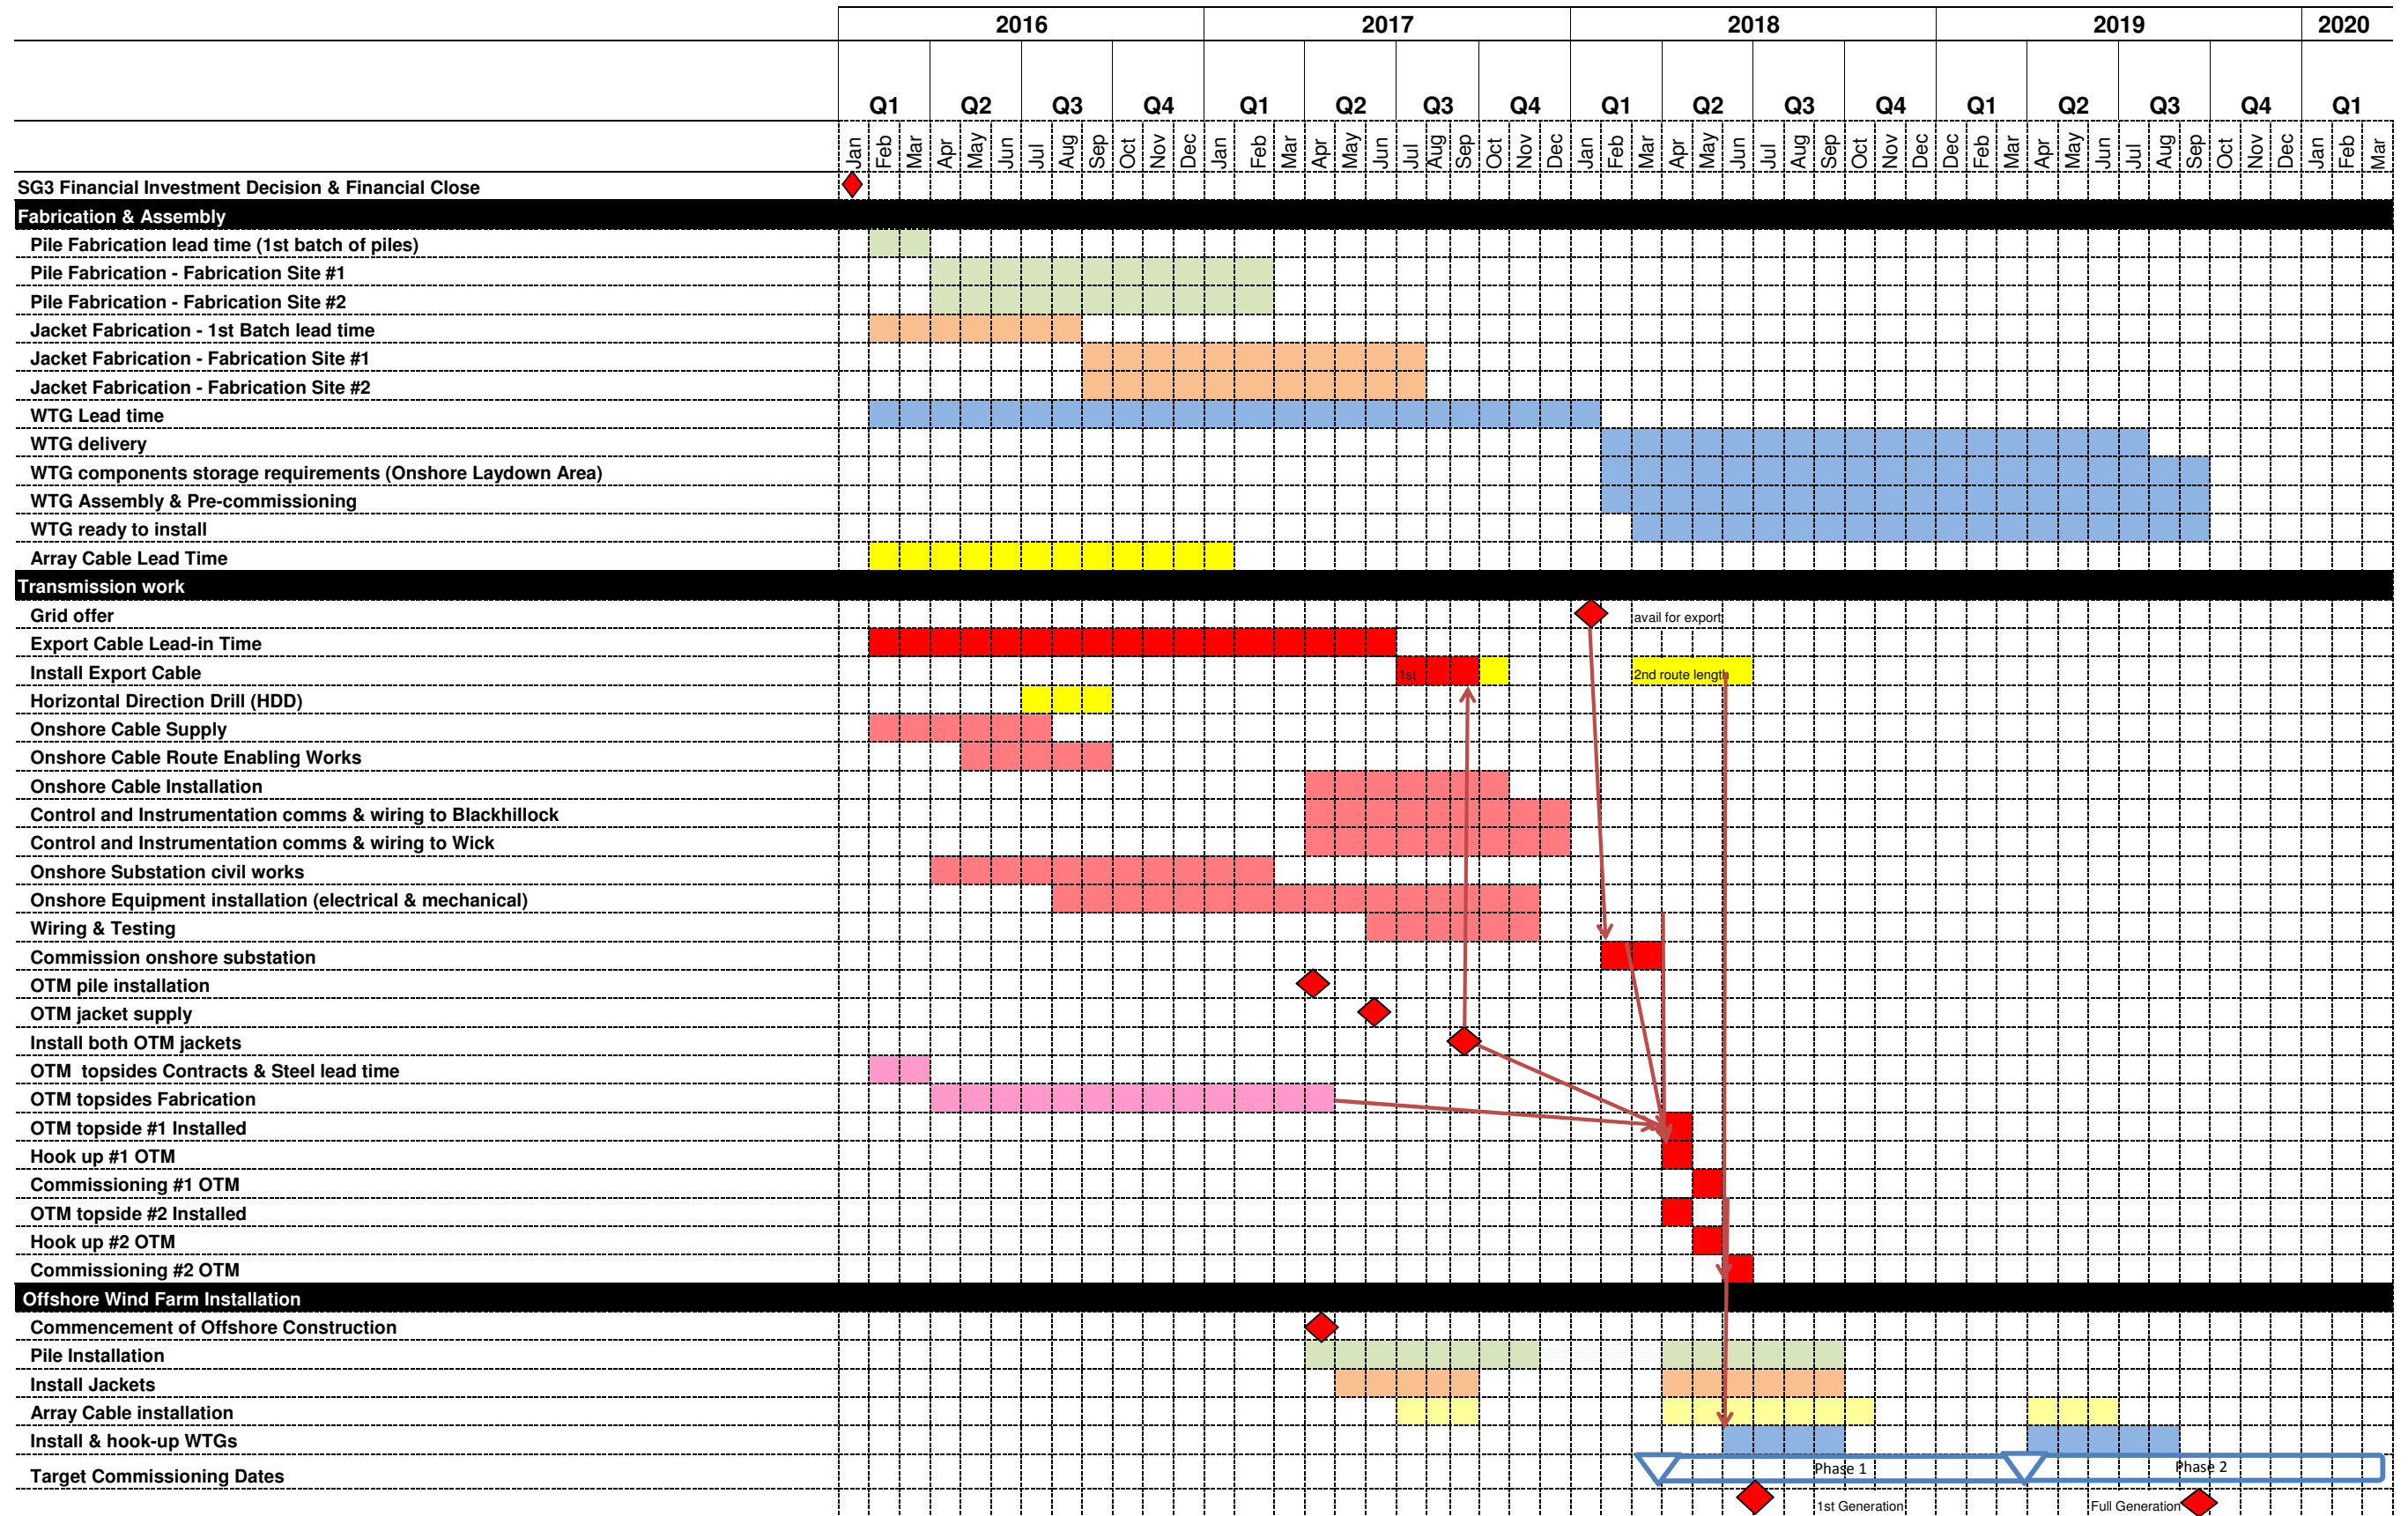 2016 2017 2018 2019 2020
Q1 Q2 Q3 Q4 Q1 Q2 Q3 Q4 Q1 Q2 Q3 Q4 Q1 Q2 Q3 Q4 Q1
Jan Feb Mar Apr May Jun Jul Aug Sep Oct Nov Dec Jan Feb Mar Apr May Jun Jul Aug Sep Oct Nov Dec Jan Feb Mar Apr May Jun Jul Aug Sep Oct Nov Dec Dec Feb Mar Apr May Jun Jul Aug Sep Oct Nov Dec Jan Feb Mar
SG3 Financial Investment Decision & Financial Close
Fabrication & Assembly
Pile Fabrication lead time (1st batch of piles)
Pile Fabrication - Fabrication Site #1
Pile Fabrication - Fabrication Site #2
Jacket Fabrication - 1st Batch lead time
Jacket Fabrication - Fabrication Site #1
Jacket Fabrication - Fabrication Site #2
WTG Lead time
WTG delivery
WTG components storage requirements (Onshore Laydown Area)
WTG Assembly & Pre-commissioning
WTG ready to install
Array Cable Lead Time
Transmission work
Grid offer avail for export
Export Cable Lead-in Time
Install Export Cable 1st 2nd route length
Horizontal Direction Drill (HDD)
Onshore Cable Supply
Onshore Cable Route Enabling Works
Onshore Cable Installation
Control and Instrumentation comms & wiring to Blackhillock
Control and Instrumentation comms & wiring to Wick
Onshore Substation civil works
Onshore Equipment installation (electrical & mechanical)
Wiring & Testing
Commission onshore substation
OTM pile installation
OTM jacket supply
Install both OTM jackets
OTM topsides Contracts & Steel lead time
OTM topsides Fabrication
OTM topside #1 Installed
Hook up #1 OTM
Commissioning #1 OTM
OTM topside #2 Installed
Hook up #2 OTM
Commissioning #2 OTM
Offshore Wind Farm Installation
Commencement of Offshore Construction
Pile Installation
Install Jackets
Array Cable installation
Install & hook-up WTGs
Target Commissioning Dates Phase 1 Phase 2
1st Generation Full Generation